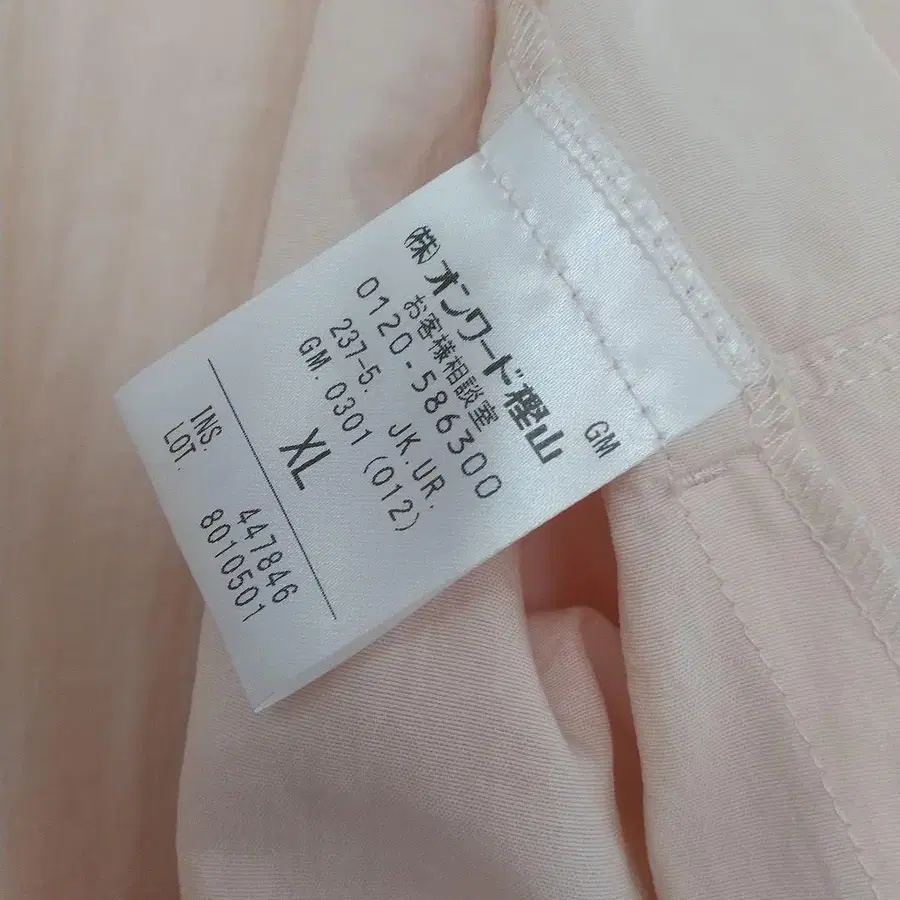 GM
㈱オンワード樫山
お客様相談室
0120-586300
237-5. JK.UR.
GM.0301 (012)
XL
INS. 447846
LOT. 8010501